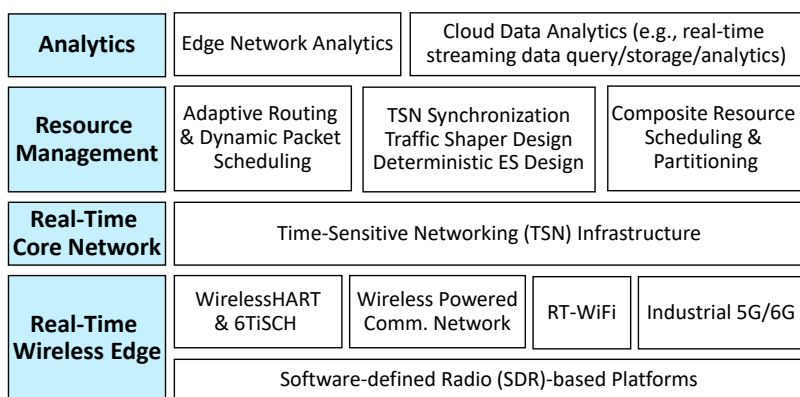 Analytics
Edge Network Analytics
Cloud Data Analytics (e.g., real-time
streaming data query/storage/analytics)
Resource
Management
Adaptive Routing
& Dynamic Packet
Scheduling
TSN Synchronization
Traffic Shaper Design
Deterministic ES Design
Composite Resource
Scheduling &
Partitioning
Real-Time
Core Network
Time-Sensitive Networking (TSN) Infrastructure
Real-Time
Wireless Edge
WirelessHART
& 6TiSCH
Wireless Powered
Comm. Network
RT-WiFi
Industrial 5G/6G
Software-defined Radio (SDR)-based Platforms